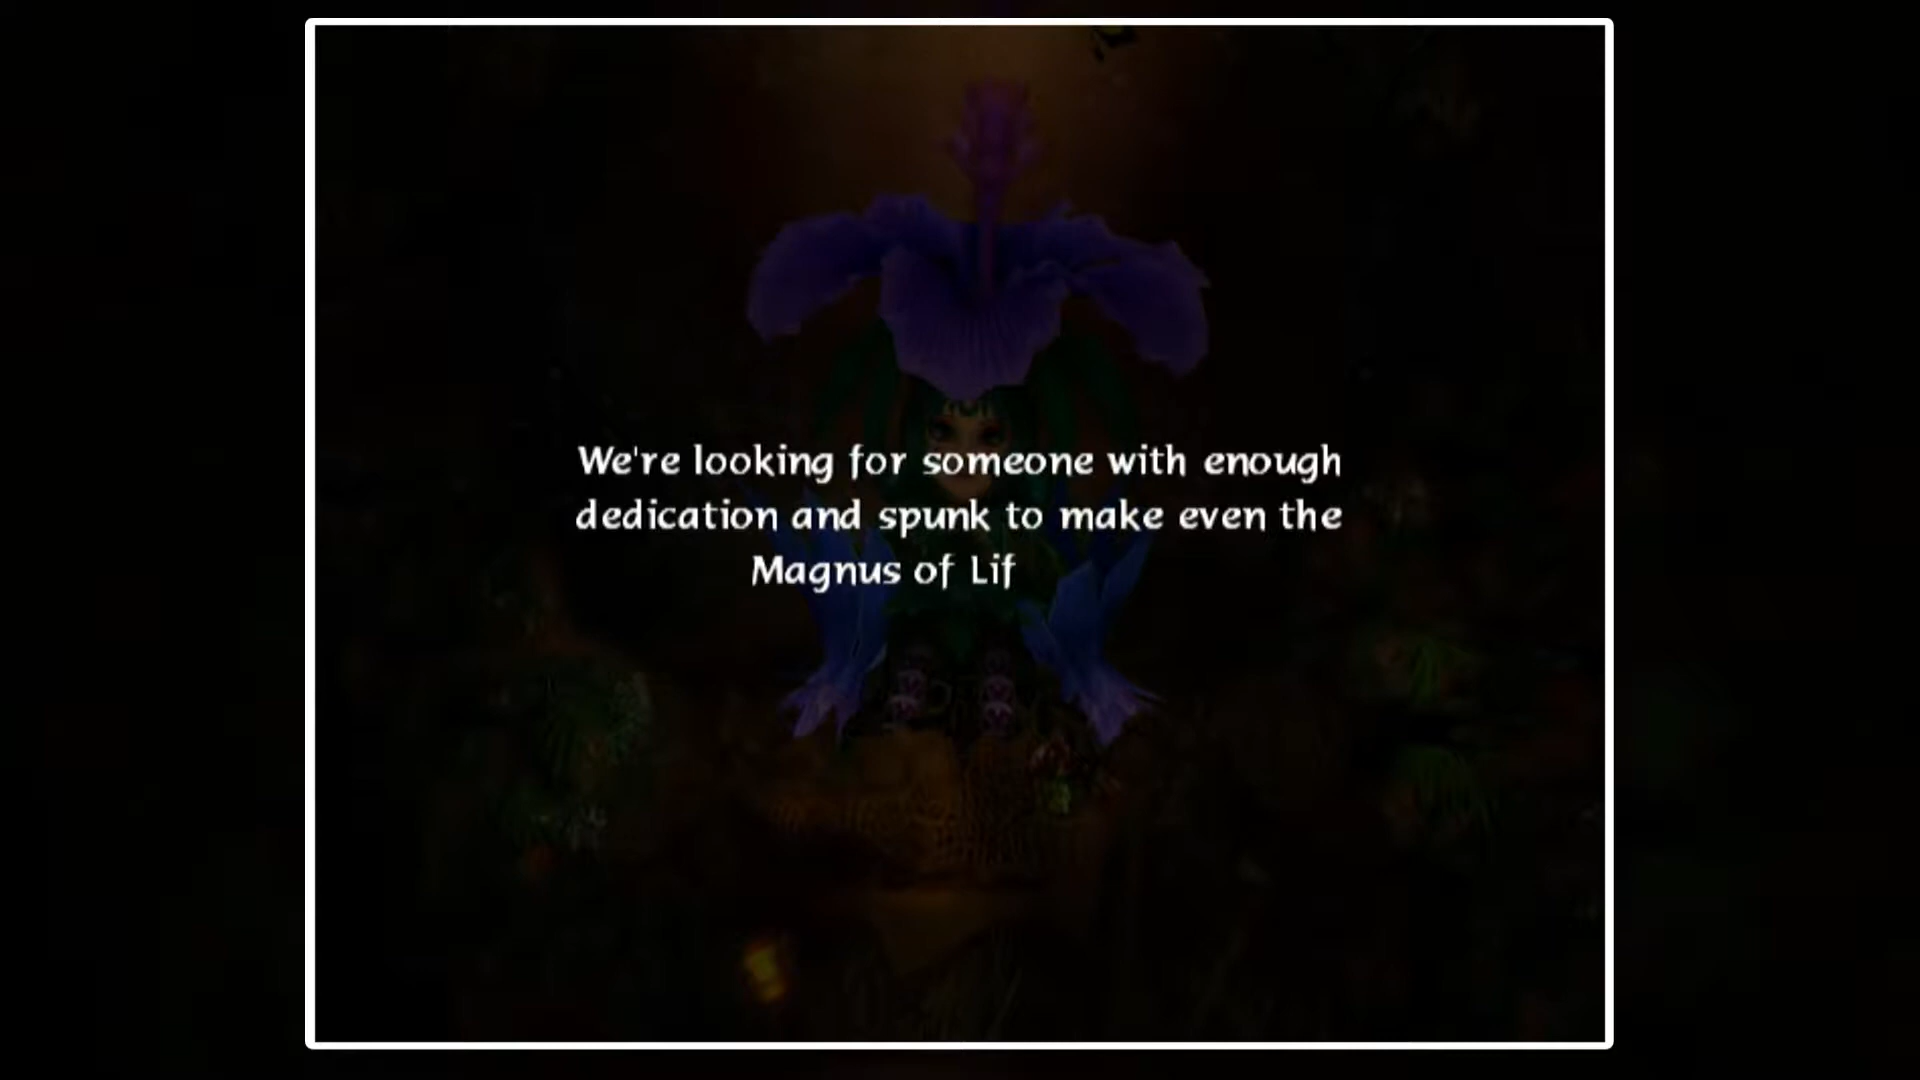 We're looking for someone with enough
dedication and spunk to make even the
Magnus of Lif